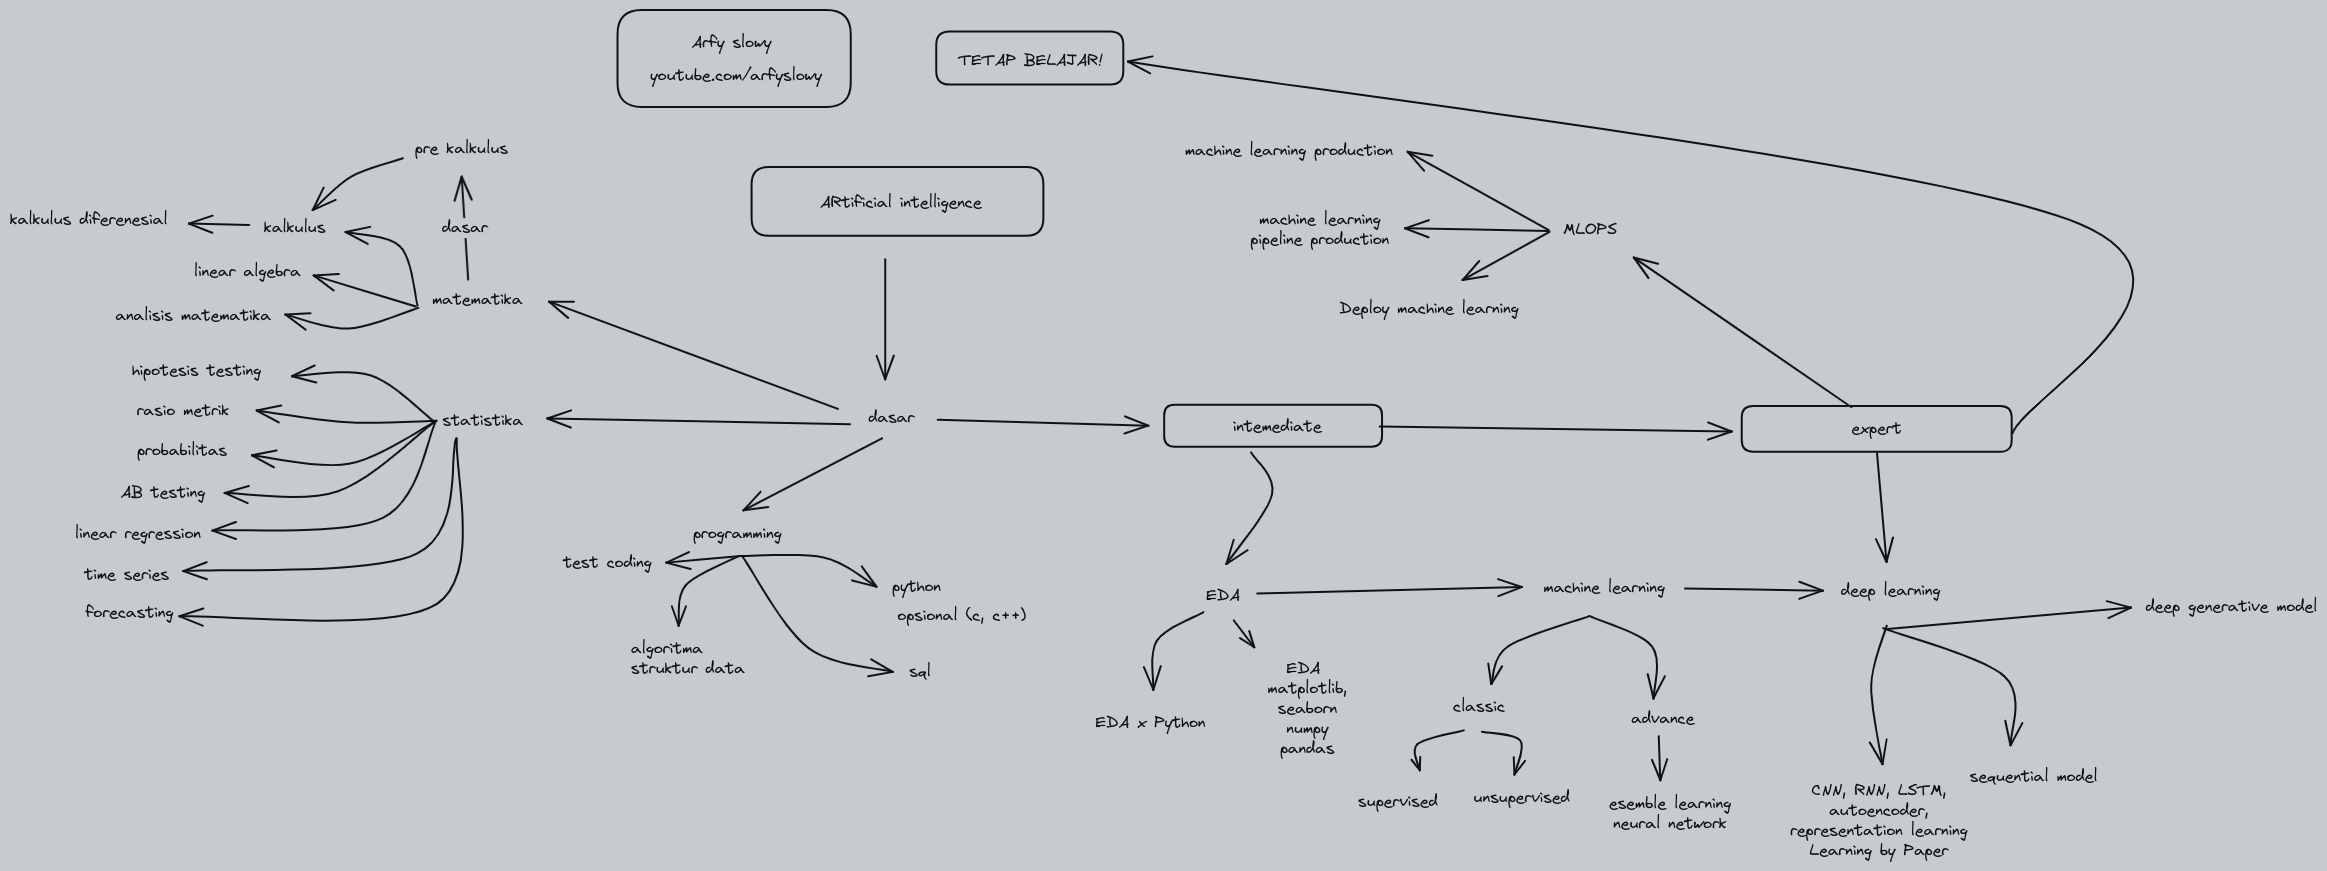 Arfy slowy
youtube.com/arfyslowy
TETAP BELAJAR!
pre kalkulus
machine learning production
ARtificial intelligence
kalkulus diferenesial
kalkulus
dasar
machine learning
pipeline production
MLOPS
linear algebra
matematika
analisis matematika
Deploy machine learning
hipotesis testing
rasio metrik
statistika
dasar
intemediate
expert
probabilitas
AB testing
linear regression
programming
test coding
time series
python
opsional (c, c++)
EDA
machine learning
deep learning
deep generative model
forecasting
algoritma
struktur data
sql
EDA x Python
EDA
matplotlib,
seaborn
numpy
pandas
classic
advance
supervised
unsupervised
esemble learning
neural network
sequential model
CNN, RNN, LSTM,
autoencoder,
representation learning
Learning by Paper